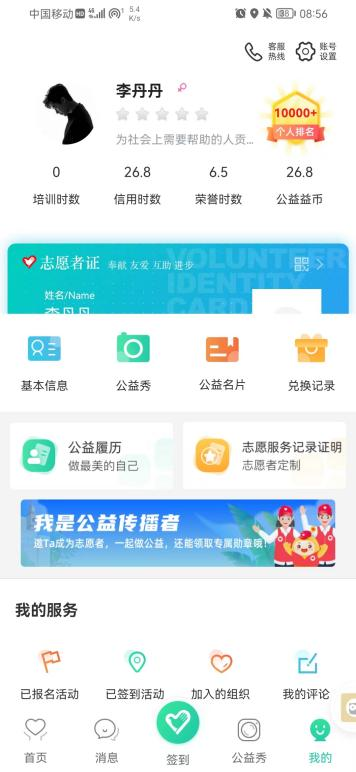 中国移动 HD 4G 5.4 K/s 38 08:56
客服热线
账号设置
李丹丹
10000+
个人排名
为社会上需要帮助的人贡...
0 26.8 6.5 26.8
培训时数 信用时数 荣誉时数 公益益币
志愿者证 奉献 友爱 互助 进步
VOLUNTEER
IDENTITY
CARD
姓名/Name
李丹丹
基本信息 公益秀 公益名片 兑换记录
公益履历
做最美的自己
志愿服务记录证明
志愿者定制
我是公益传播者
邀Ta成为志愿者，一起做公益，还能领取专属勋章哦！
我的服务
已报名活动 已签到活动 加入的组织 我的评论
首页 消息 签到 公益秀 我的